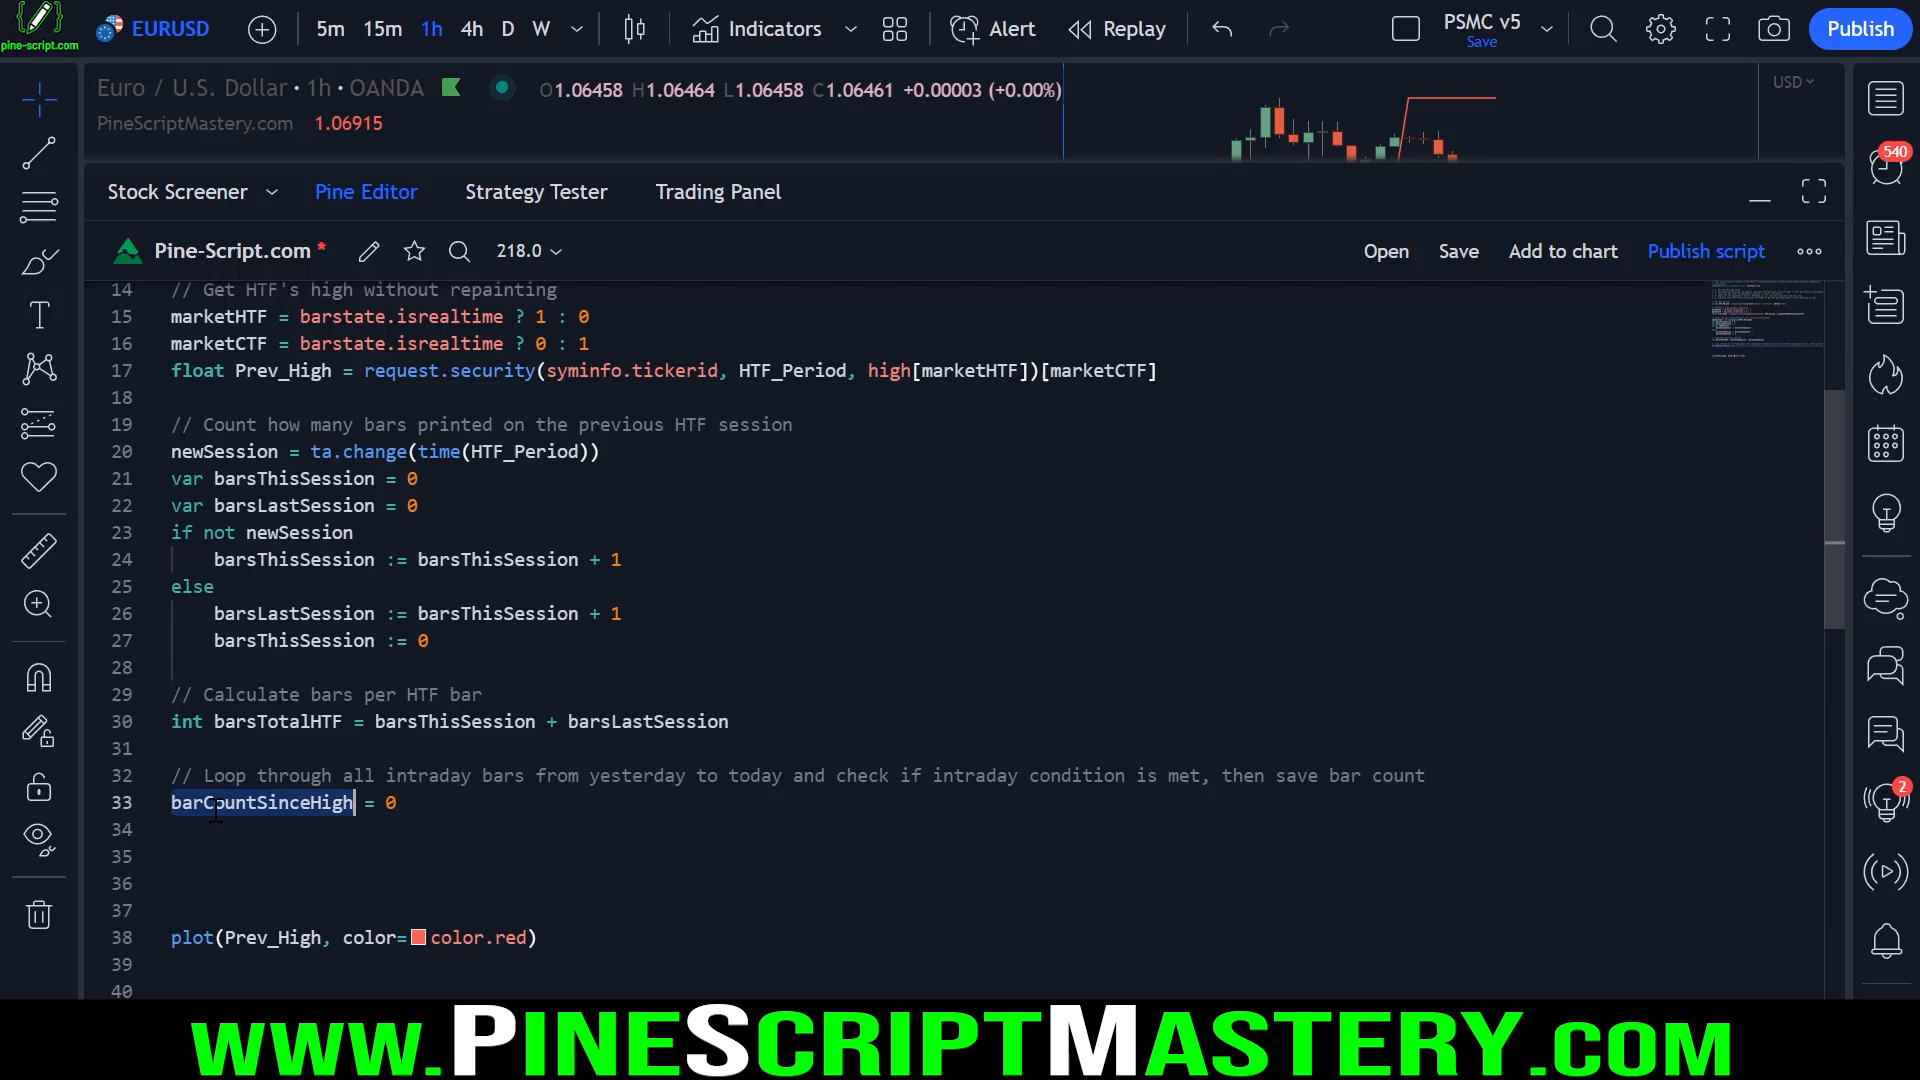 pine-script.com
EURUSD 5m 15m 1h 4h D W Indicators Alert Replay PSMC v5 Save Publish
Euro / U.S. Dollar • 1h • OANDA O1.06458 H1.06464 L1.06458 C1.06461 +0.00003 (+0.00%) USD
PineScriptMastery.com 1.06915
540
Stock Screener Pine Editor Strategy Tester Trading Panel
Pine-Script.com * 218.0 Open Save Add to chart Publish script
14 // Get HTF's high without repainting
15 marketHTF = barstate.isrealtime ? 1 : 0
16 marketCTF = barstate.isrealtime ? 0 : 1
17 float Prev_High = request.security(syminfo.tickerid, HTF_Period, high[marketHTF])[marketCTF]
18
19 // Count how many bars printed on the previous HTF session
20 newSession = ta.change(time(HTF_Period))
21 var barsThisSession = 0
22 var barsLastSession = 0
23 if not newSession
24 barsThisSession := barsThisSession + 1
25 else
26 barsLastSession := barsThisSession + 1
27 barsThisSession := 0
28
29 // Calculate bars per HTF bar
30 int barsTotalHTF = barsThisSession + barsLastSession
31
32 // Loop through all intraday bars from yesterday to today and check if intraday condition is met, then save bar count
33 barCountSinceHigh = 0
34
35
36
37
38 plot(Prev_High, color=color.red)
39
40
2
www.PineScriptMastery.com